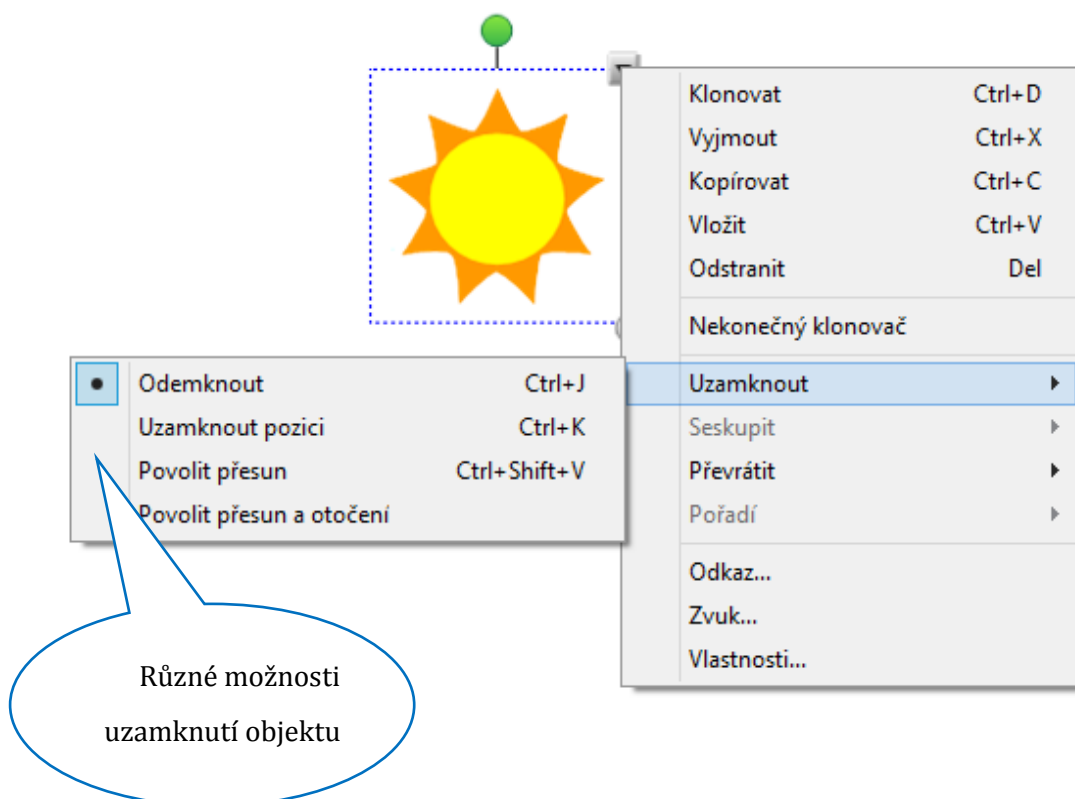 Klonovat Ctrl+D
Vyjmout Ctrl+X
Kopírovat Ctrl+C
Vložit Ctrl+V
Odstranit Del
Nekonečný klonovač
Uzamknout
Seskupit
Převrátit
Pořadí
Odkaz...
Zvuk...
Vlastnosti...
Odemknout Ctrl+J
Uzamknout pozici Ctrl+K
Povolit přesun Ctrl+Shift+V
Povolit přesun a otočení
Různé možnosti
uzamknutí objektu